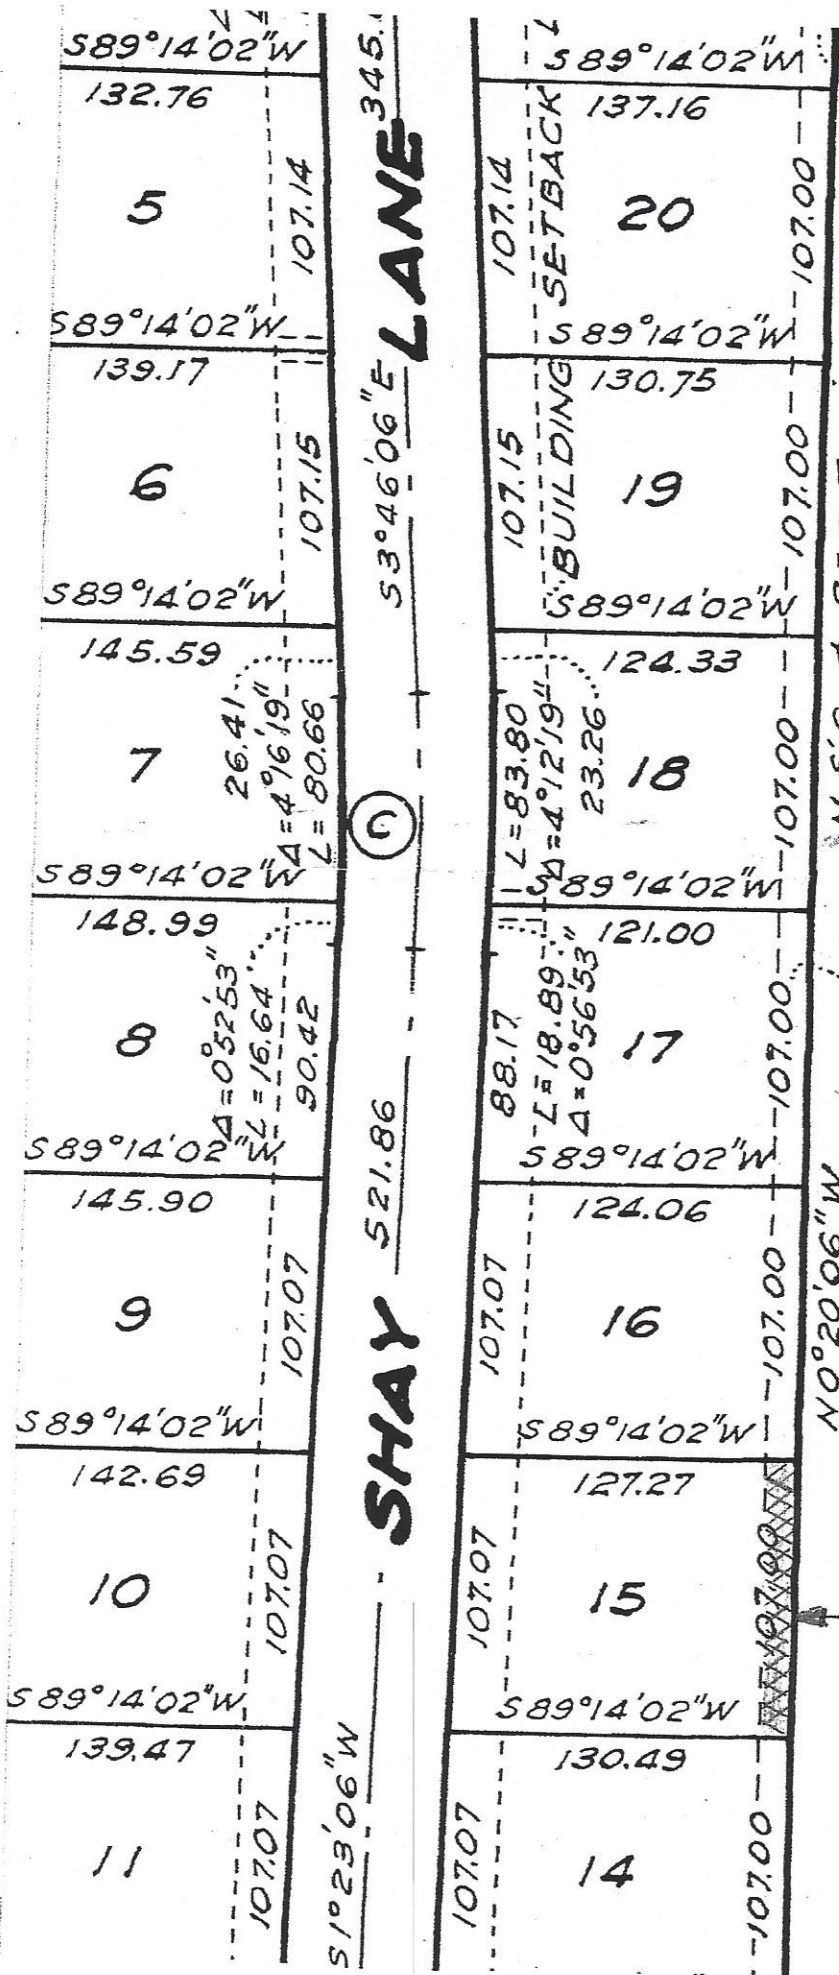 S89°14'02"W
132.76
5
107.14
S89°14'02"W
139.17
6
107.15
S89°14'02"W
145.59
26.41
Δ=4°16'19"
L=80.66
7
S89°14'02"W
148.99
Δ=0°52'53"
L=16.64
90.42
8
S89°14'02"W
145.90
9
107.07
S89°14'02"W
142.69
10
107.07
S89°14'02"W
139.47
11
107.07
345.
SHAY LANE
S3°46'06"E
C
521.86
S1°23'06"W
S89°14'02"W
137.16
107.14
BUILDING SETBACK L
20
107.00
S89°14'02"W
130.75
107.15
19
107.00
S89°14'02"W
124.33
L=83.80
Δ=4°12'19"
23.26
18
107.00
S89°14'02"W
121.00
88.17
L=18.89
Δ=0°56'53"
17
107.00
S89°14'02"W
124.06
107.07
16
107.00
N0°20'06"W
S89°14'02"W
127.27
107.07
15
107.00
S89°14'02"W
130.49
107.07
14
107.00